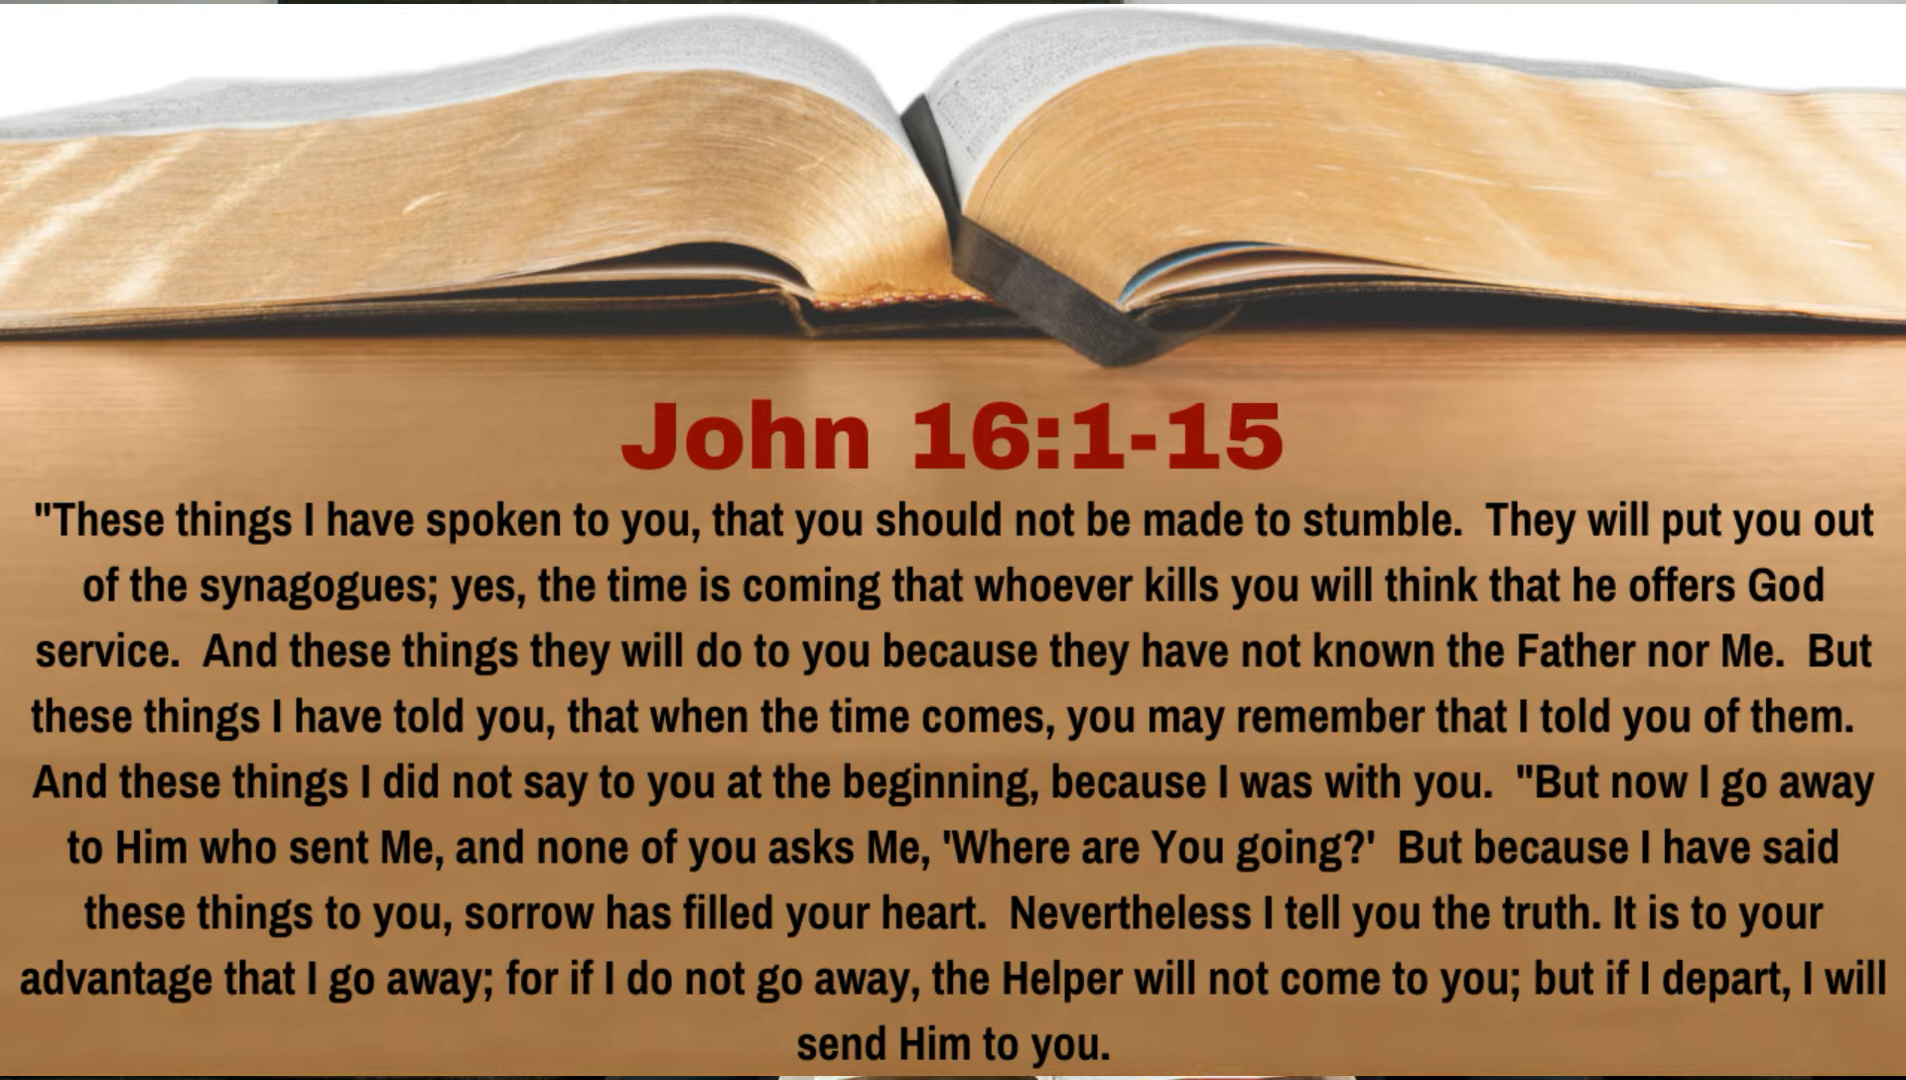 John 16:1-15
"These things I have spoken to you, that you should not be made to stumble.  They will put you out
of the synagogues; yes, the time is coming that whoever kills you will think that he offers God
service.  And these things they will do to you because they have not known the Father nor Me.  But
these things I have told you, that when the time comes, you may remember that I told you of them.
And these things I did not say to you at the beginning, because I was with you.  "But now I go away
to Him who sent Me, and none of you asks Me, 'Where are You going?'  But because I have said
these things to you, sorrow has filled your heart.  Nevertheless I tell you the truth. It is to your
advantage that I go away; for if I do not go away, the Helper will not come to you; but if I depart, I will
send Him to you.